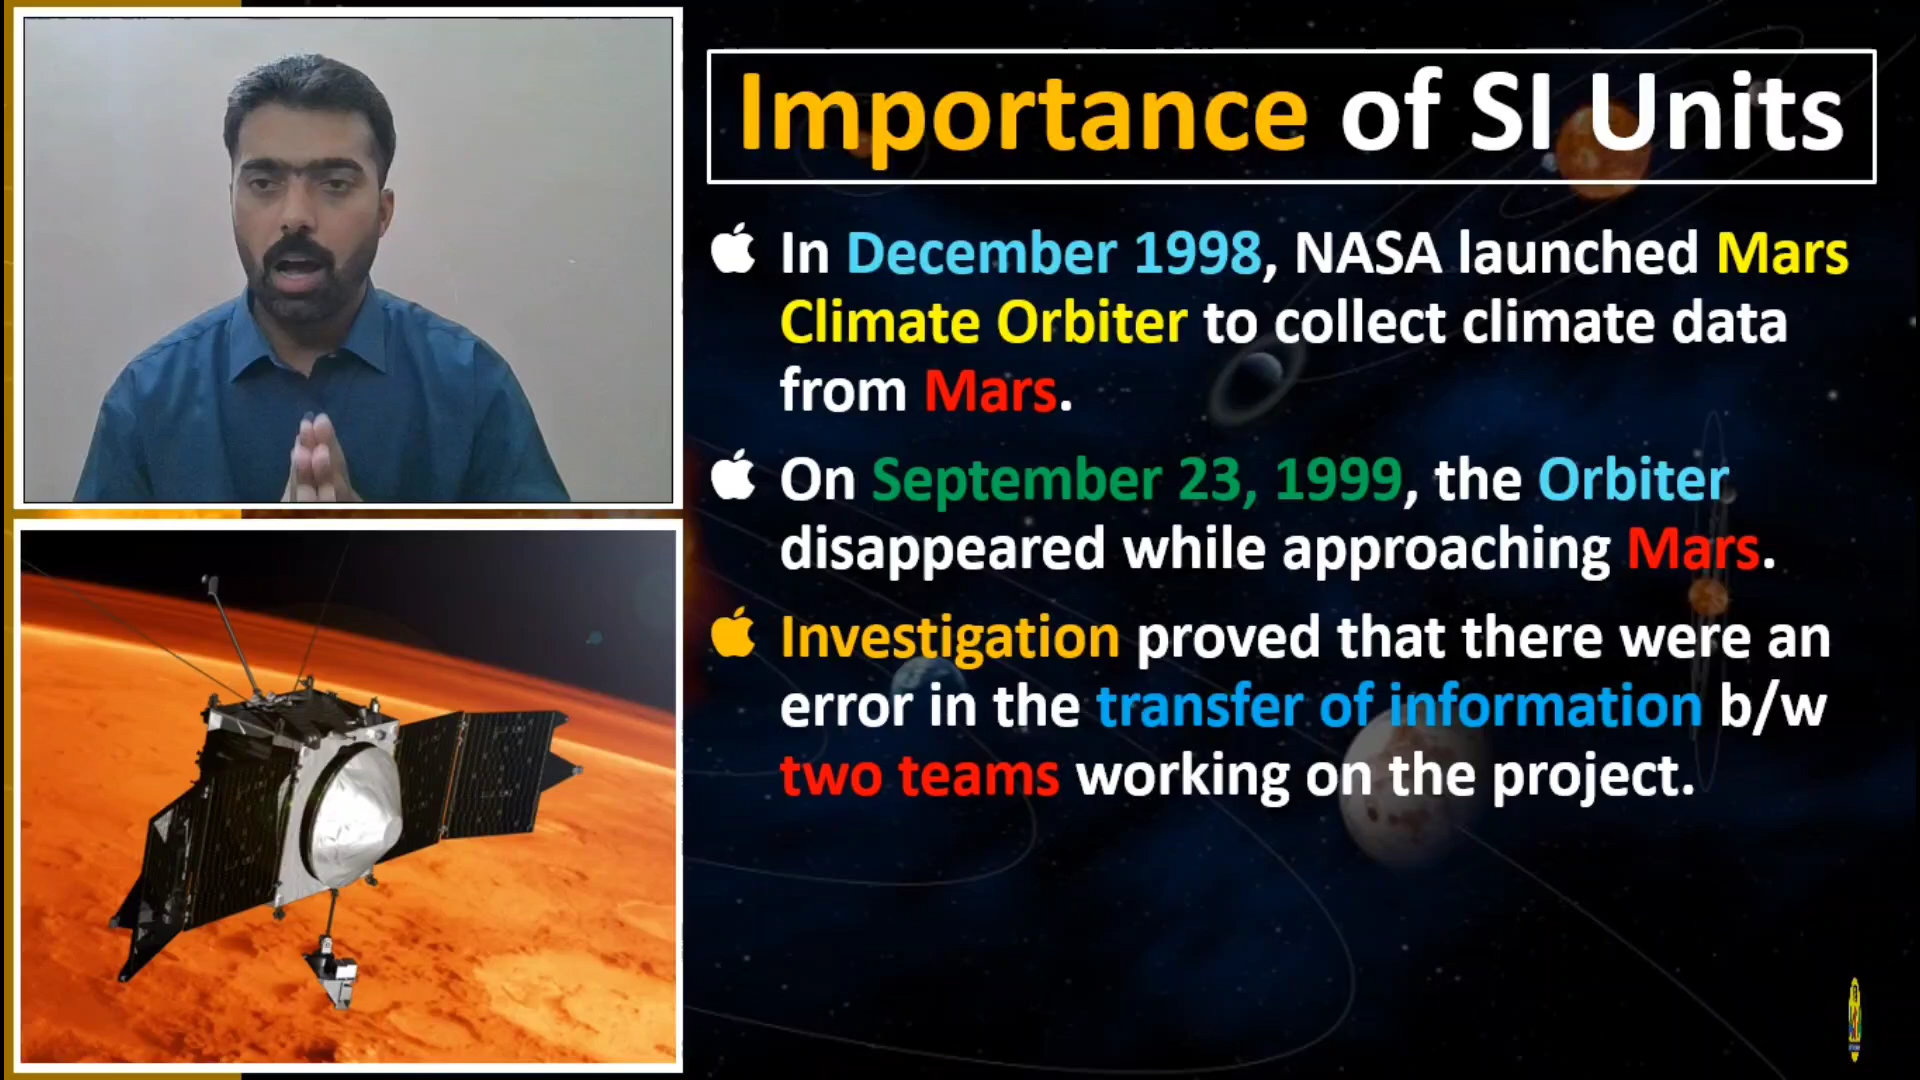 Importance of SI Units
In December 1998, NASA launched Mars
Climate Orbiter to collect climate data
from Mars.
On September 23, 1999, the Orbiter
disappeared while approaching Mars.
Investigation proved that there were an
error in the transfer of information b/w
two teams working on the project.